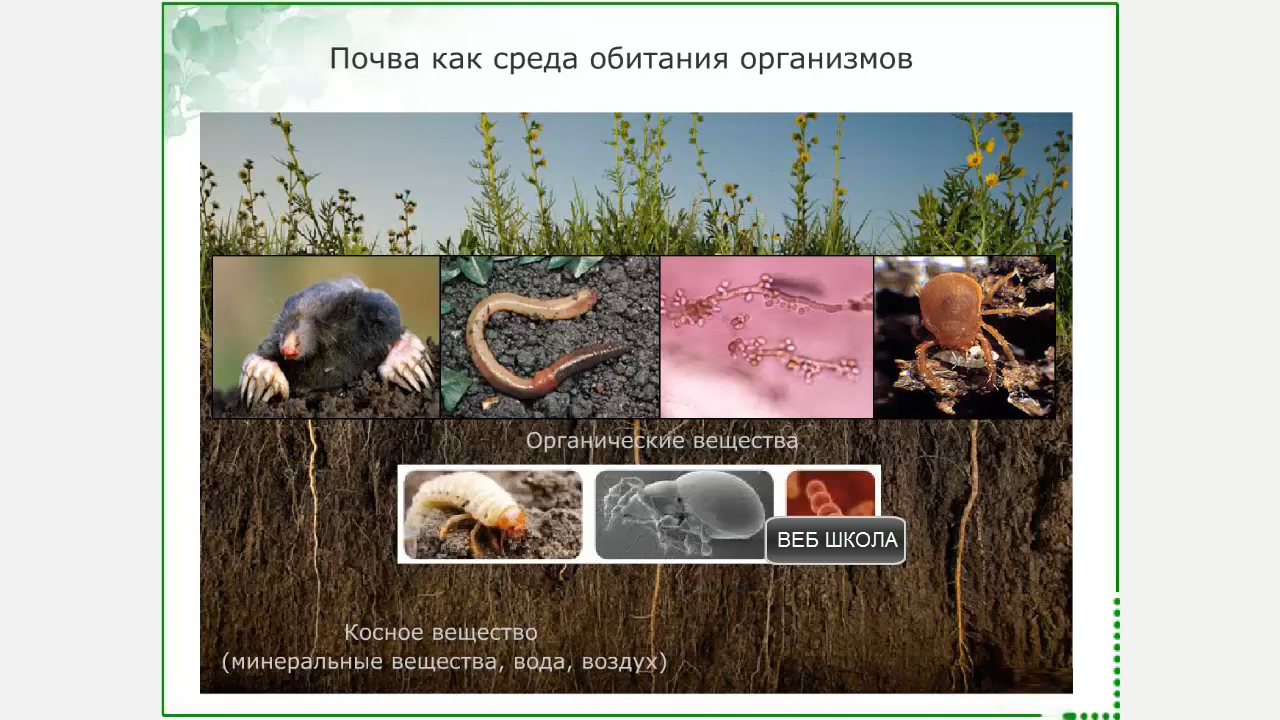 Почва как среда обитания организмов
Органические вещества
ВЕБ ШКОЛА
Косное вещество
(минеральные вещества, вода, воздух)